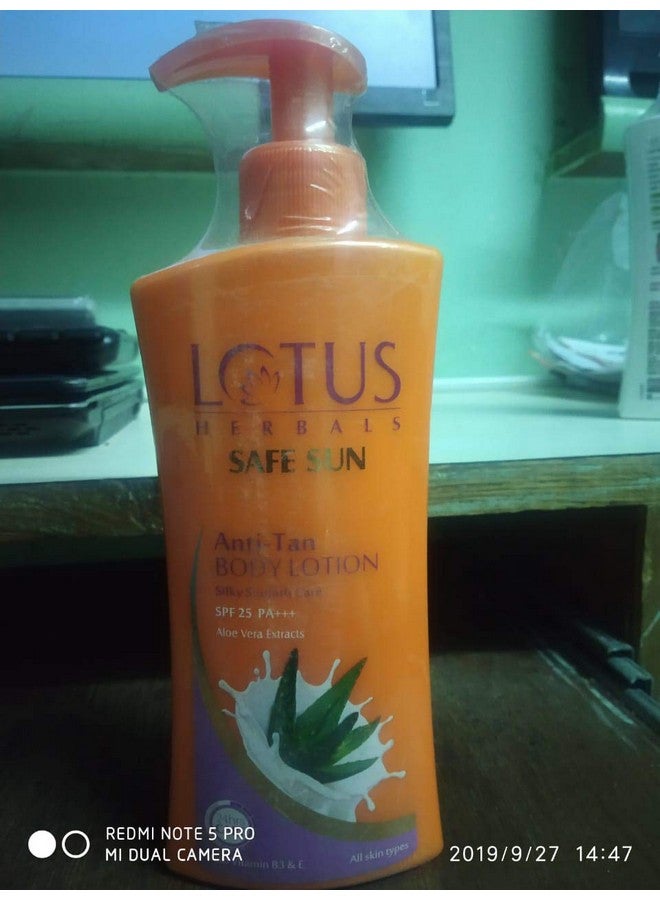 LOTUS
HERBALS
SAFE SUN
Anti-Tan
BODY LOTION
Silky Smooth Care
SPF 25 PA+++
Aloe Vera Extracts
24hrs
Vitamin B3 & E
All skin types
REDMI NOTE 5 PRO
MI DUAL CAMERA
2019/9/27 14:47